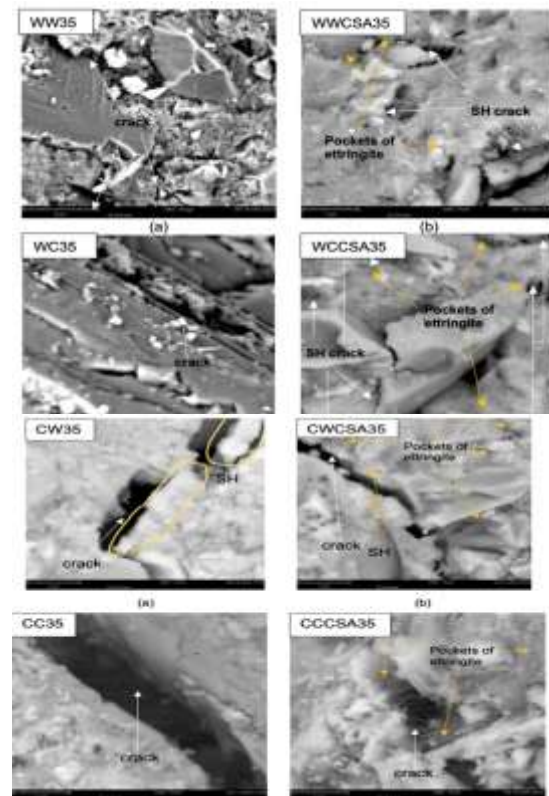 WW35
crack
(a)
WWCSA35
SH crack
Pockets of
ettringite
(b)
WC35
crack
WCCSA35
Pockets of
ettringite
SH crack
CW35
SH
crack
(a)
CWCSA35
Pockets of
ettringite
crack
SH
(b)
CC35
crack
CCCSA35
Pockets of
ettringite
crack